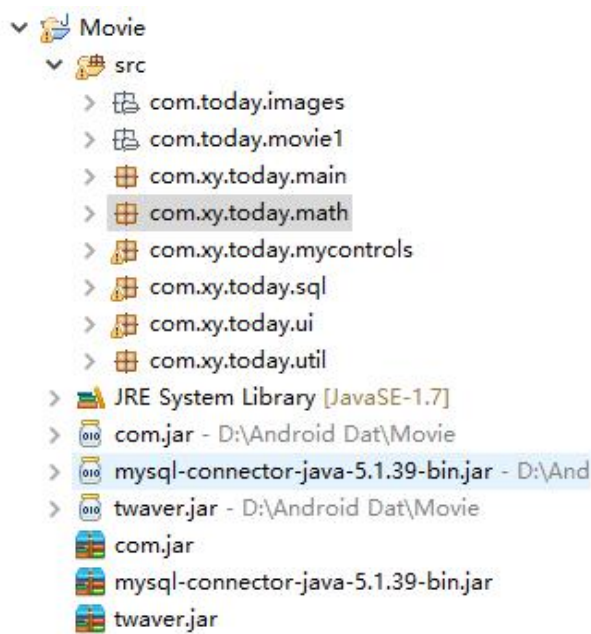 Movie
src
com.today.images
com.today.movie1
com.xy.today.main
com.xy.today.math
com.xy.today.mycontrols
com.xy.today.sql
com.xy.today.ui
com.xy.today.util
JRE System Library [JavaSE-1.7]
com.jar - D:\Android Dat\Movie
mysql-connector-java-5.1.39-bin.jar - D:\And
twaver.jar - D:\Android Dat\Movie
com.jar
mysql-connector-java-5.1.39-bin.jar
twaver.jar